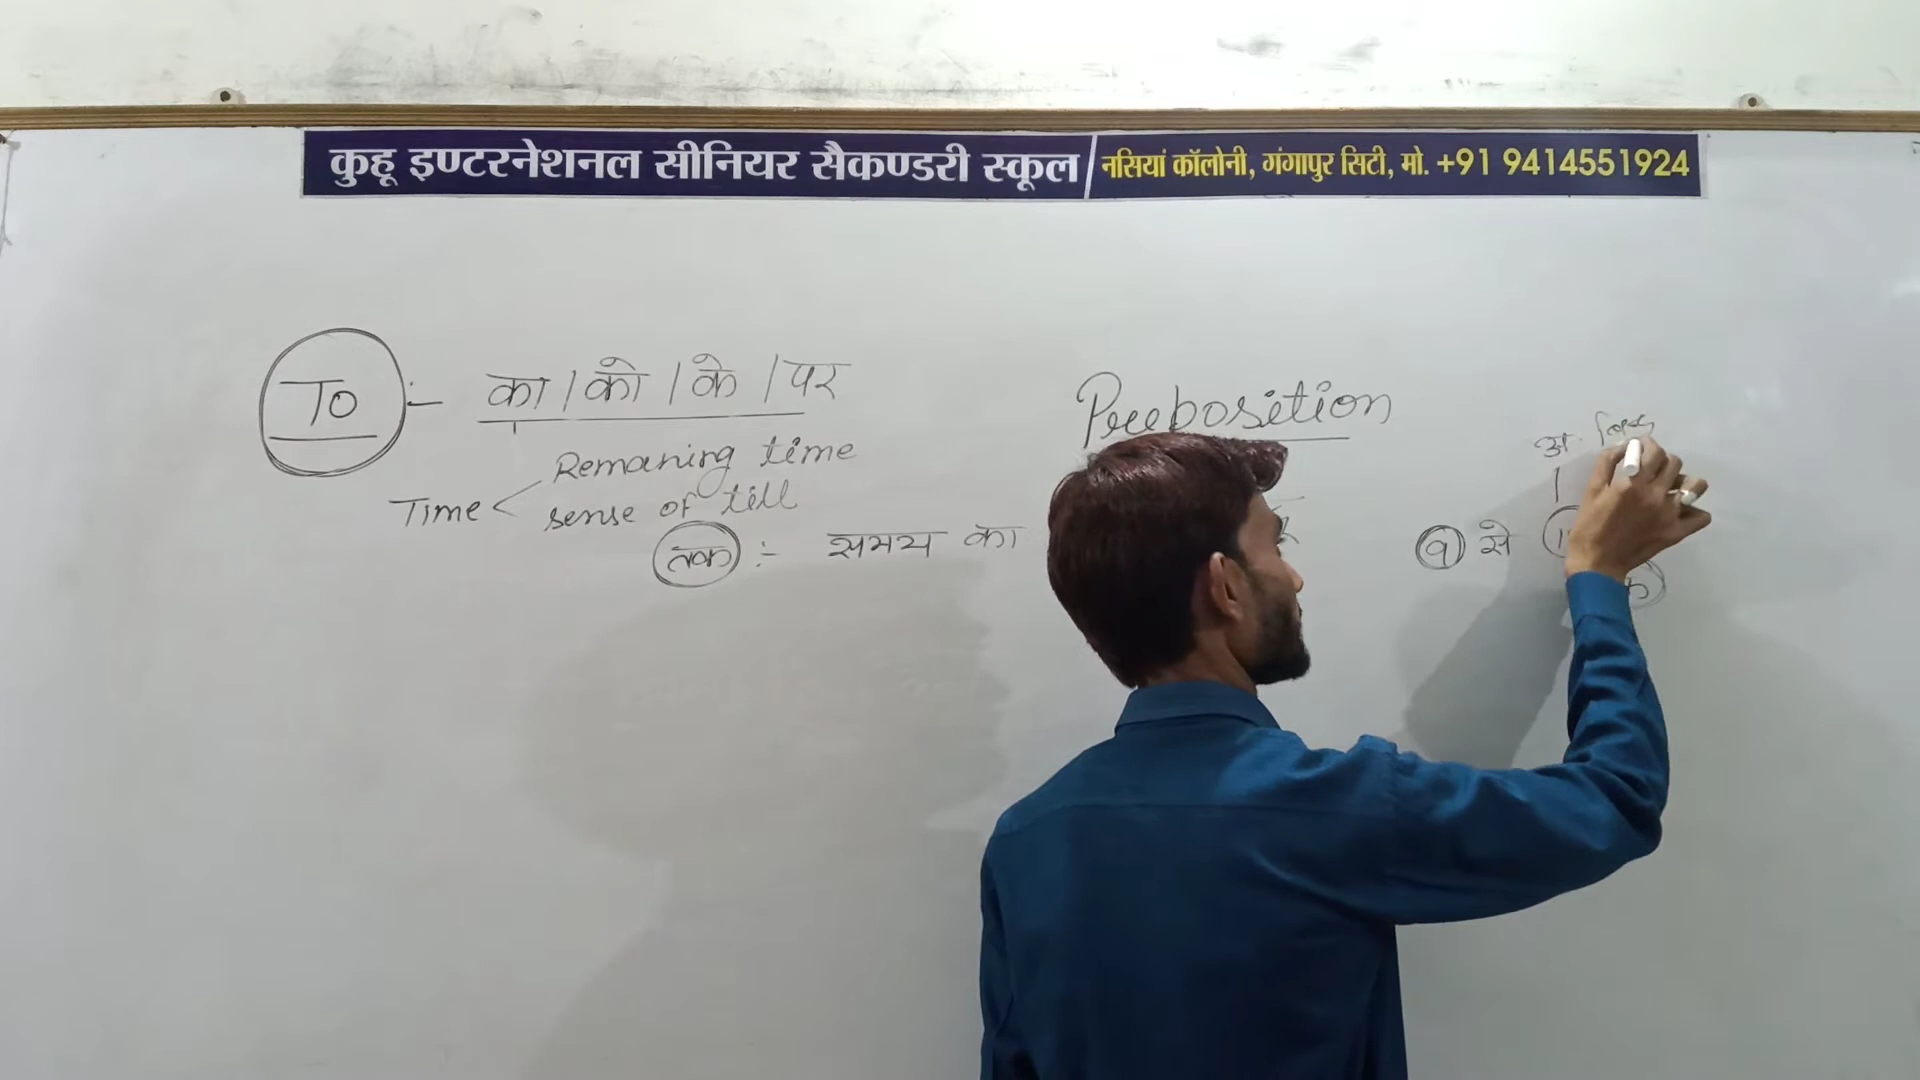 कुहू इण्टरनेशनल सीनियर सैकण्डरी स्कूल / नसियां कॉलोनी, गंगापुर सिटी, मो. +91 9414551924
To :- का / को / के / पर
Preposition
Remaning time
Time < sense of till
तक :- समय का
9 से